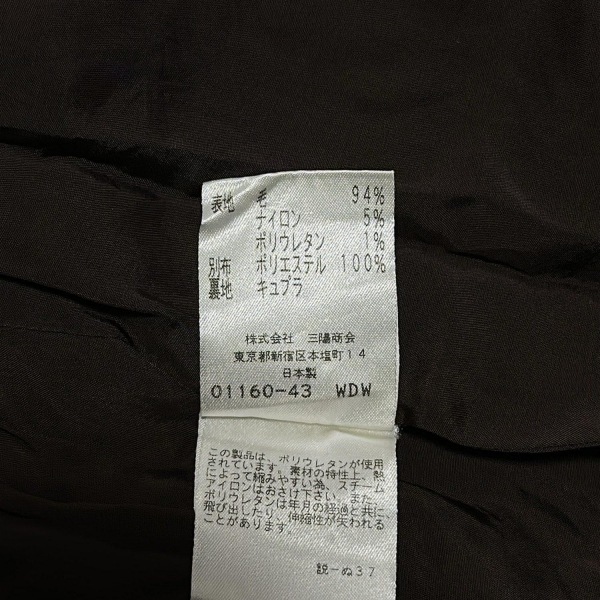 表地 毛 94%
ナイロン 5%
ポリウレタン 1%
別布 ポリエステル 100%
裏地 キュプラ
株式会社 三陽商会
東京都新宿区本塩町14
日本製
01160-43 WDW
この製品は、ポリウレタンが使用
されています。素材の特性上、熱
によって縮みやすい為、スチーム
アイロンはおさけ下さい。また、
ポリウレタンは年月の経過と共に
飛び出したり、伸縮性が失われる
ことがあります。
説-ぬ37